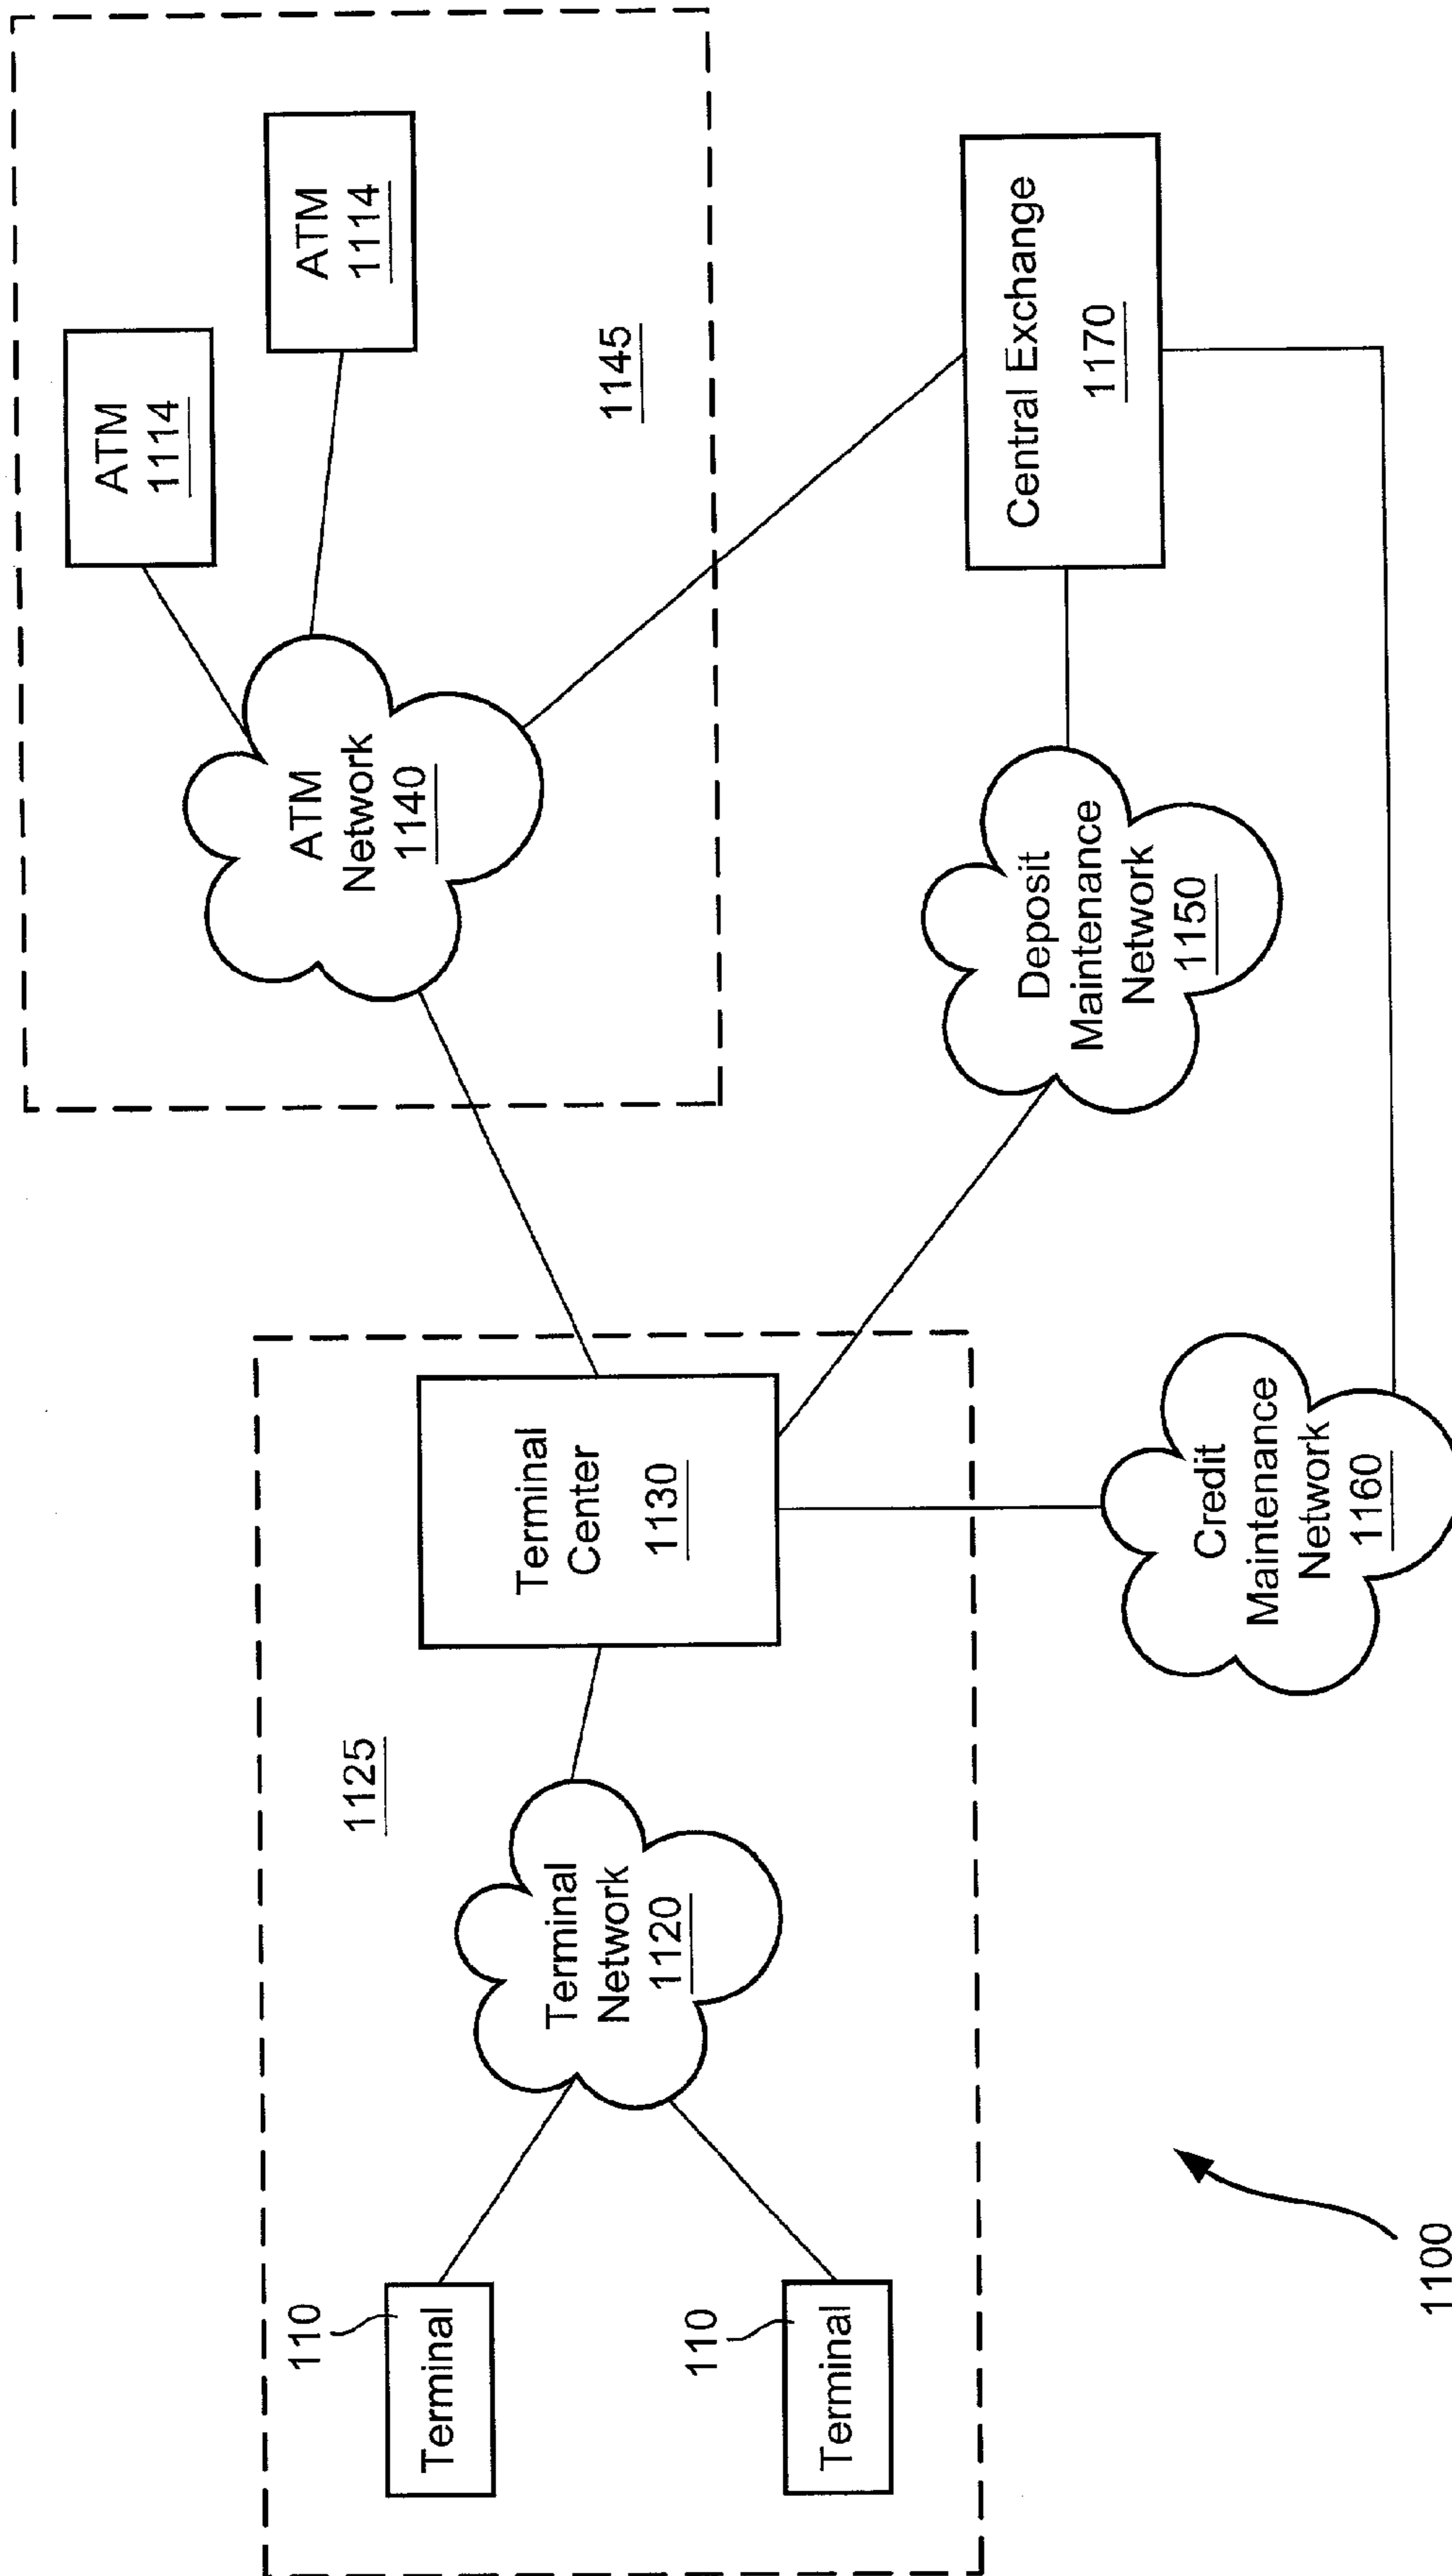 ATM
1114
ATM
1114
ATM
Network
1140
1145
110
Terminal
Terminal
Network
1120
1125
Terminal
Center
1130
110
Terminal
Deposit
Maintenance
Network
1150
Central Exchange
1170
Credit
Maintenance
Network
1160
1100